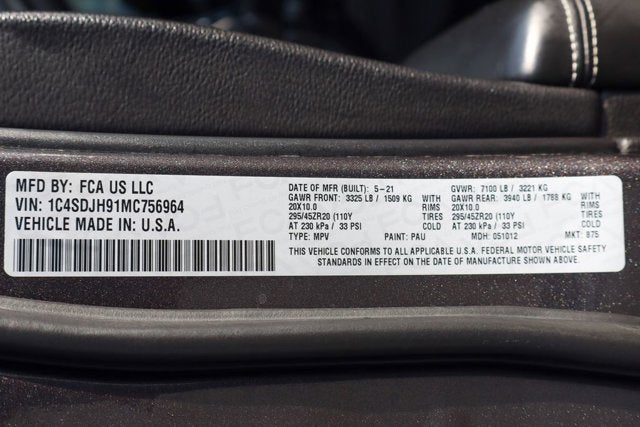 MFD BY: FCA US LLC
VIN: 1C4SDJH91MC756964
VEHICLE MADE IN: U.S.A.
DATE OF MFR (BUILT): 5-21 GVWR: 7100 LB / 3221 KG
GAWR FRONT: 3325 LB / 1509 KG WITH GAWR REAR: 3940 LB / 1788 KG WITH
20X10.0 RIMS 20X10.0 RIMS
295/45ZR20 (110Y TIRES 295/45ZR20 (110Y TIRES
AT 230 kPa / 33 PSI COLD AT 230 kPa / 33 PSI COLD
TYPE: MPV PAINT: PAU MDH: 051012 MKT: 875
THIS VEHICLE CONFORMS TO ALL APPLICABLE U.S.A. FEDERAL MOTOR VEHICLE SAFETY
STANDARDS IN EFFECT ON THE DATE OF MANUFACTURE SHOWN ABOVE.